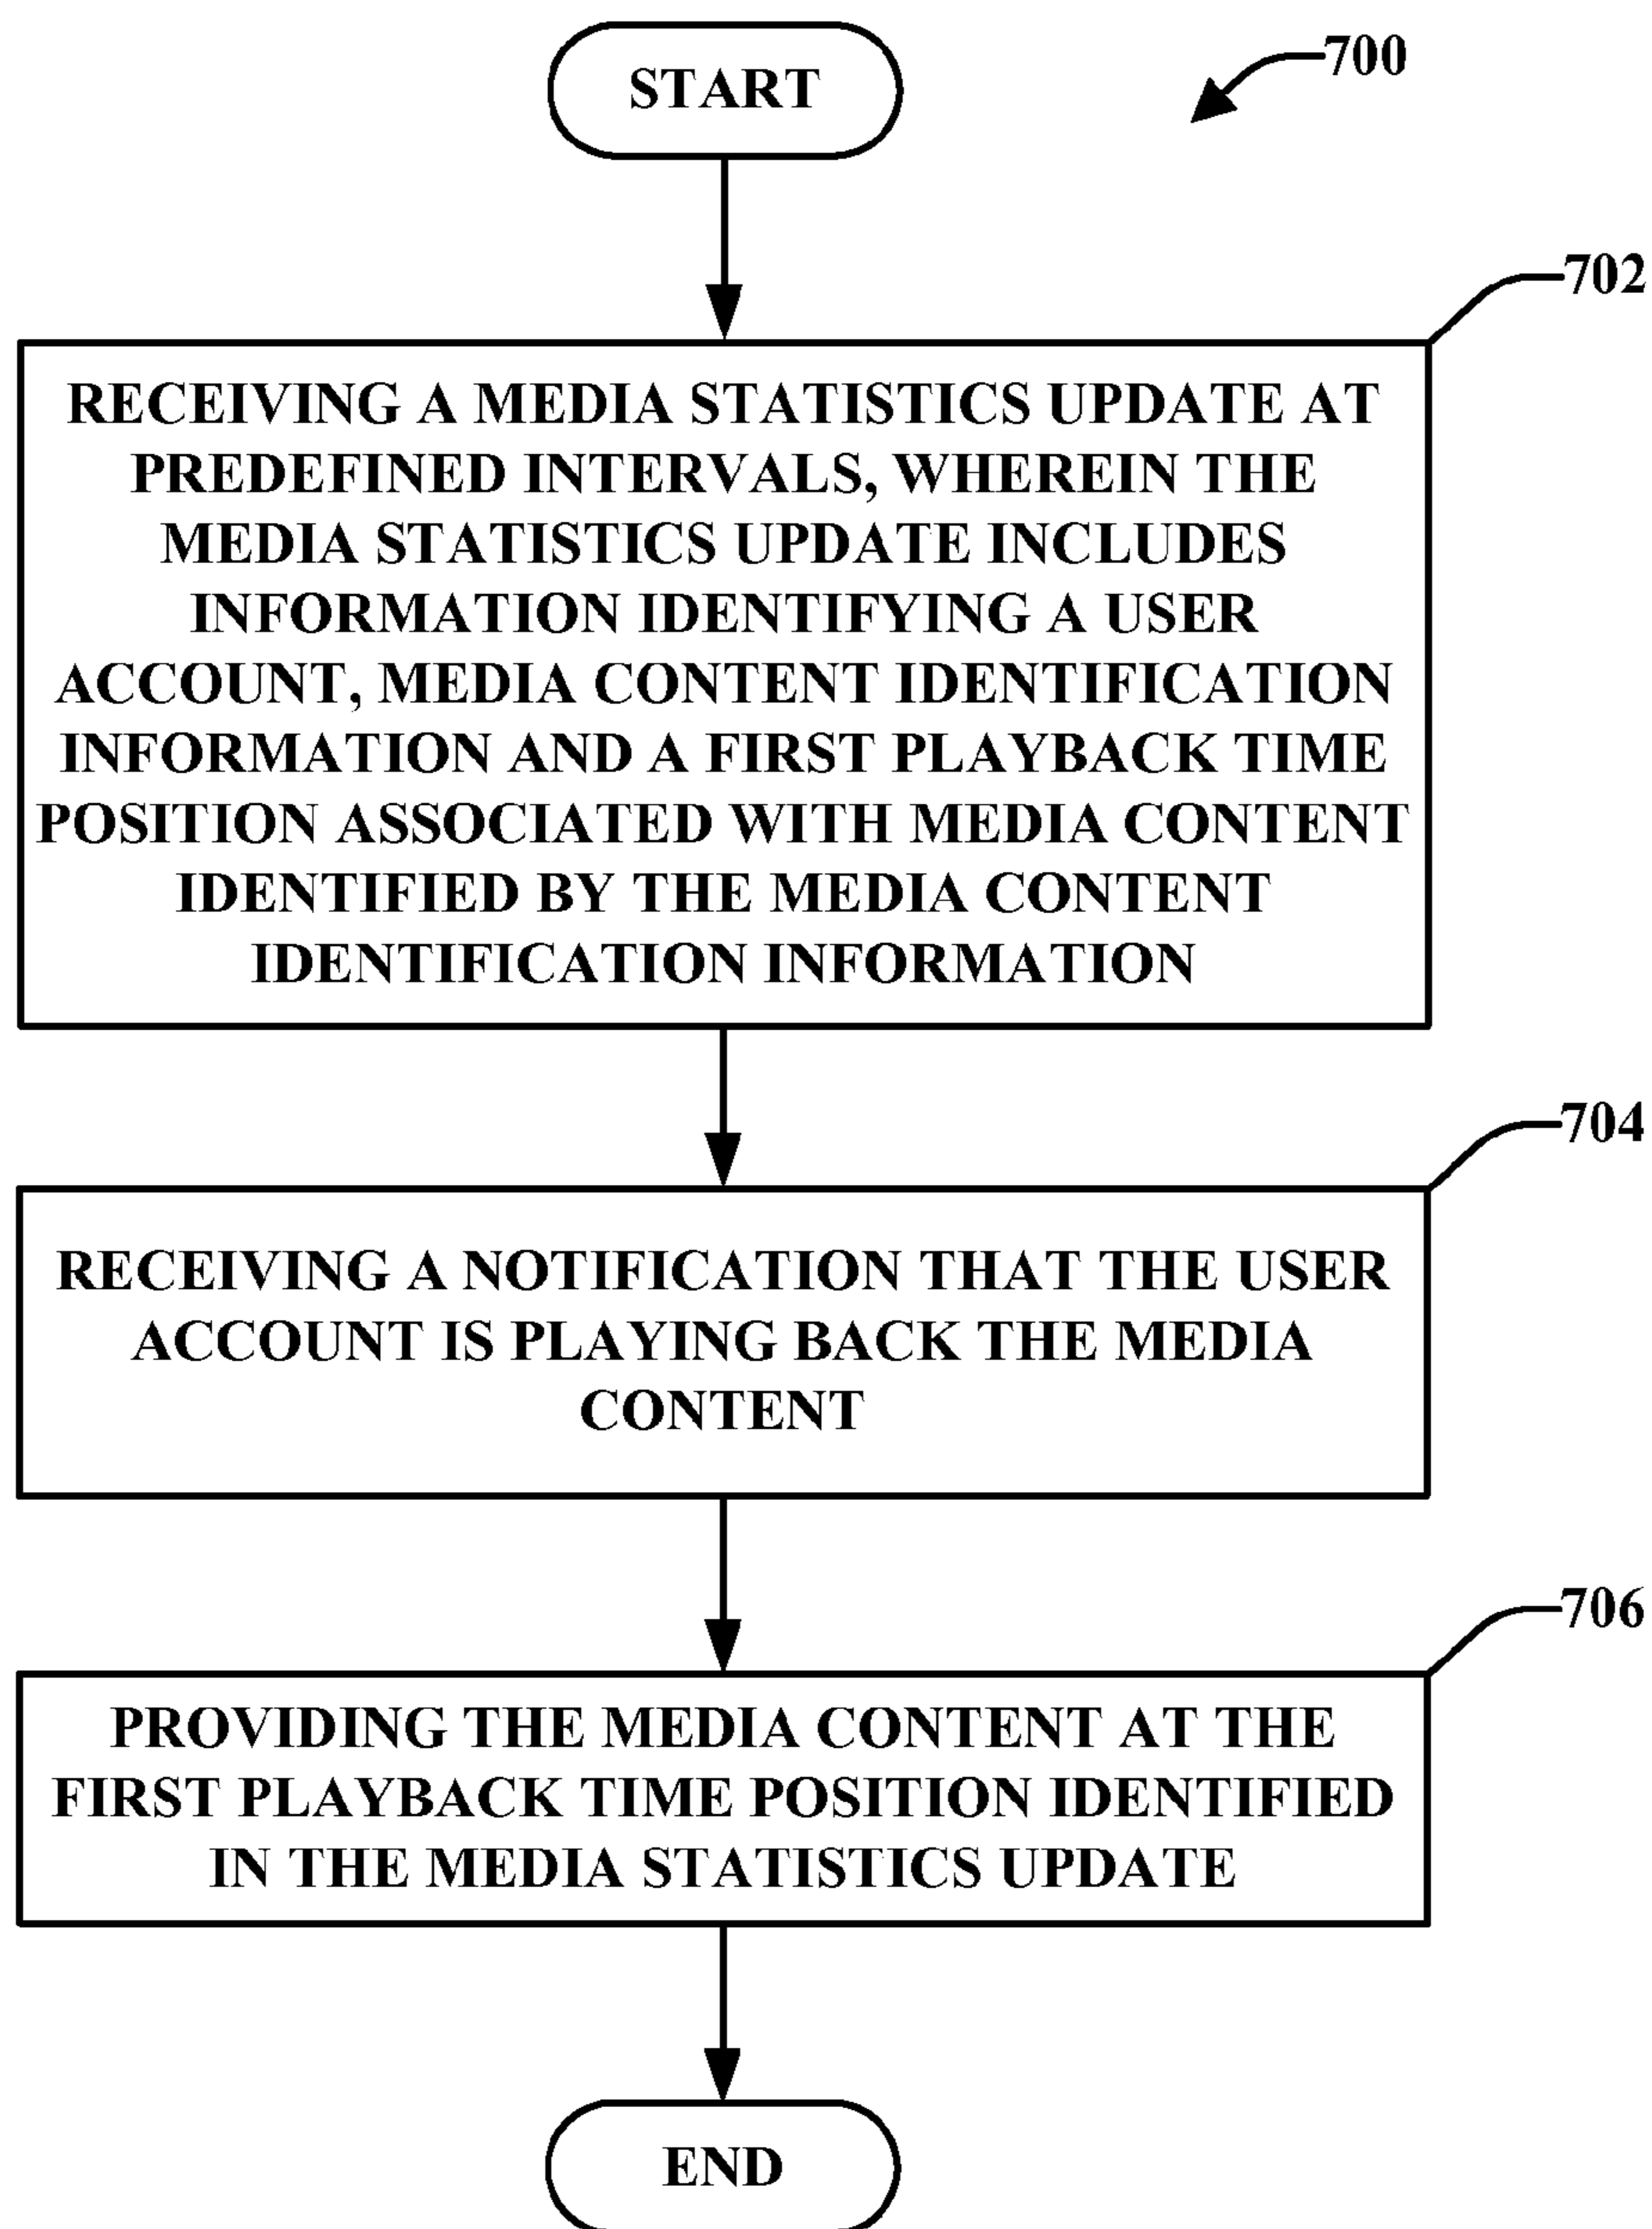 START
700
702
RECEIVING A MEDIA STATISTICS UPDATE AT
PREDEFINED INTERVALS, WHEREIN THE
MEDIA STATISTICS UPDATE INCLUDES
INFORMATION IDENTIFYING A USER
ACCOUNT, MEDIA CONTENT IDENTIFICATION
INFORMATION AND A FIRST PLAYBACK TIME
POSITION ASSOCIATED WITH MEDIA CONTENT
IDENTIFIED BY THE MEDIA CONTENT
IDENTIFICATION INFORMATION
704
RECEIVING A NOTIFICATION THAT THE USER
ACCOUNT IS PLAYING BACK THE MEDIA
CONTENT
706
PROVIDING THE MEDIA CONTENT AT THE
FIRST PLAYBACK TIME POSITION IDENTIFIED
IN THE MEDIA STATISTICS UPDATE
END